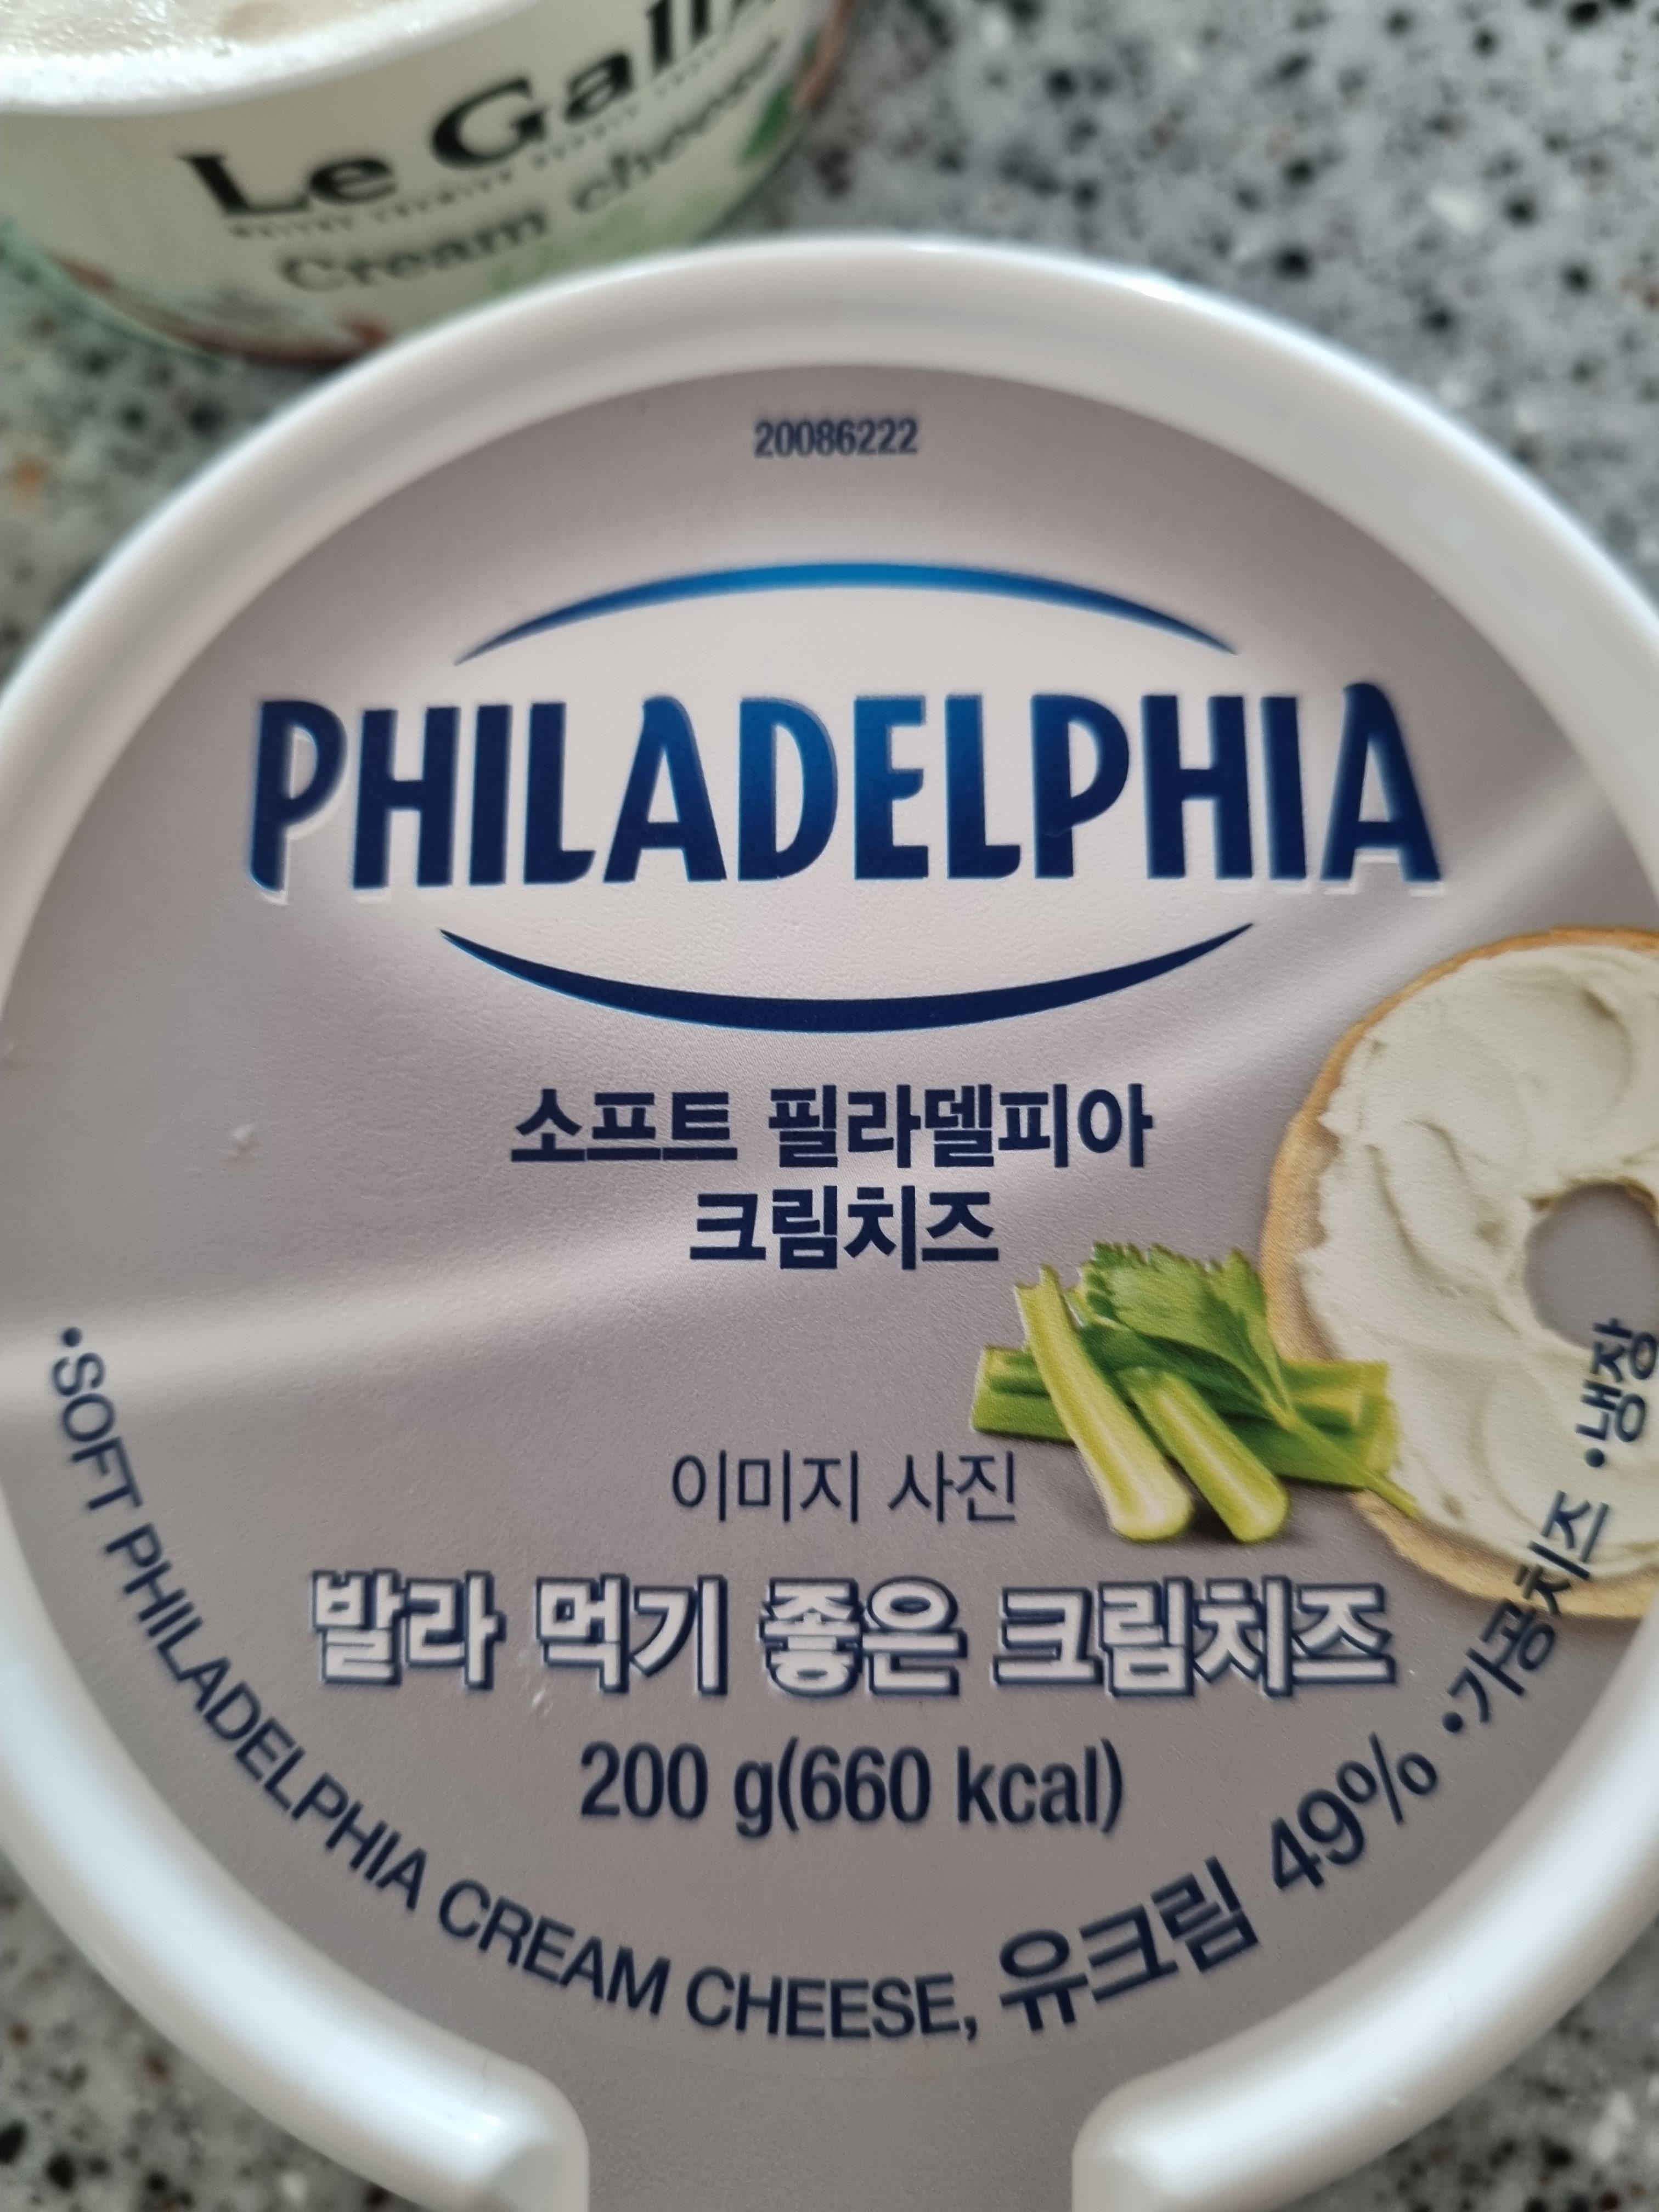 Le Gall
Cream cheese
20086222
PHILADELPHIA
소프트 필라델피아
크림치즈
이미지 사진
발라 먹기 좋은 크림치즈
200 g(660 kcal)
•SOFT PHILADELPHIA CREAM CHEESE, 유크림 49% •가공치즈 •냉장